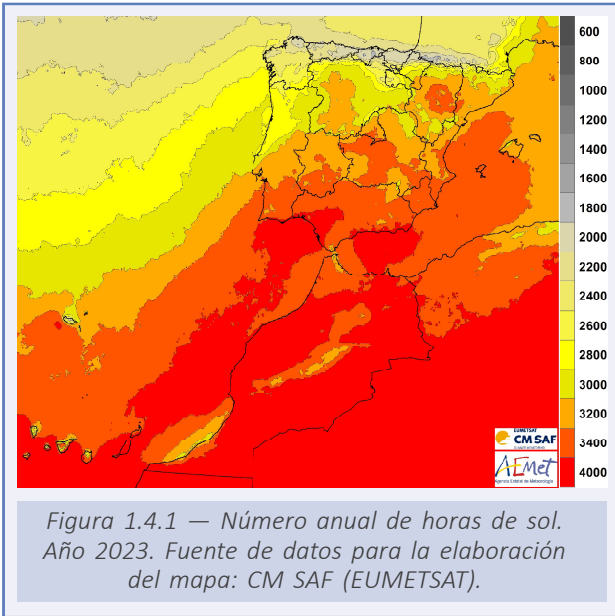 600
800
1000
1200
1400
1600
1800
2000
2200
2400
2600
2800
3000
3200
3400
4000
EUMETSAT
CM SAF
AEmet
Agencia Estatal de Meteorología
Figura 1.4.1 — Número anual de horas de sol.
Año 2023. Fuente de datos para la elaboración
del mapa: CM SAF (EUMETSAT).